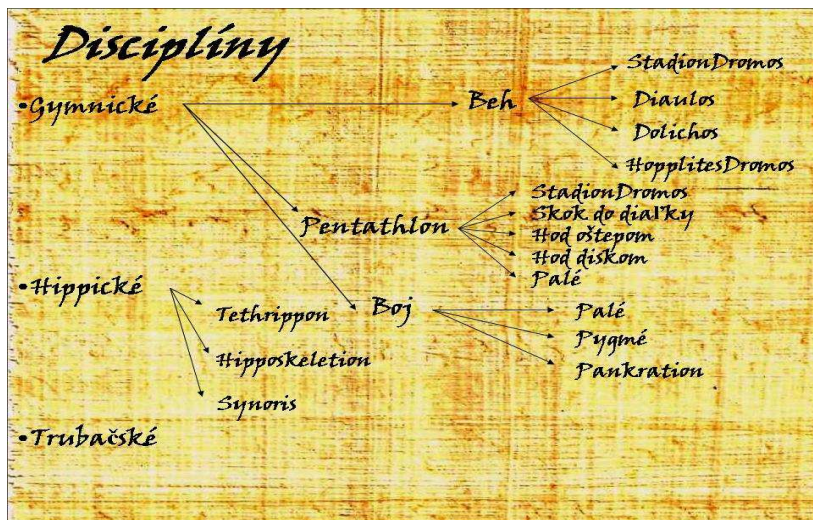 Disciplíny
•Gymnické
Beh
StadionDromos
Diaulos
Dolichos
HopplitesDromos
Pentathlon
StadionDromos
Skok do diaľky
Hod oštepom
Hod diskom
Palé
Boj
Palé
Pygmé
Pankration
•Hippické
Tethrippon
Hipposkeletion
Synoris
•Trubačské